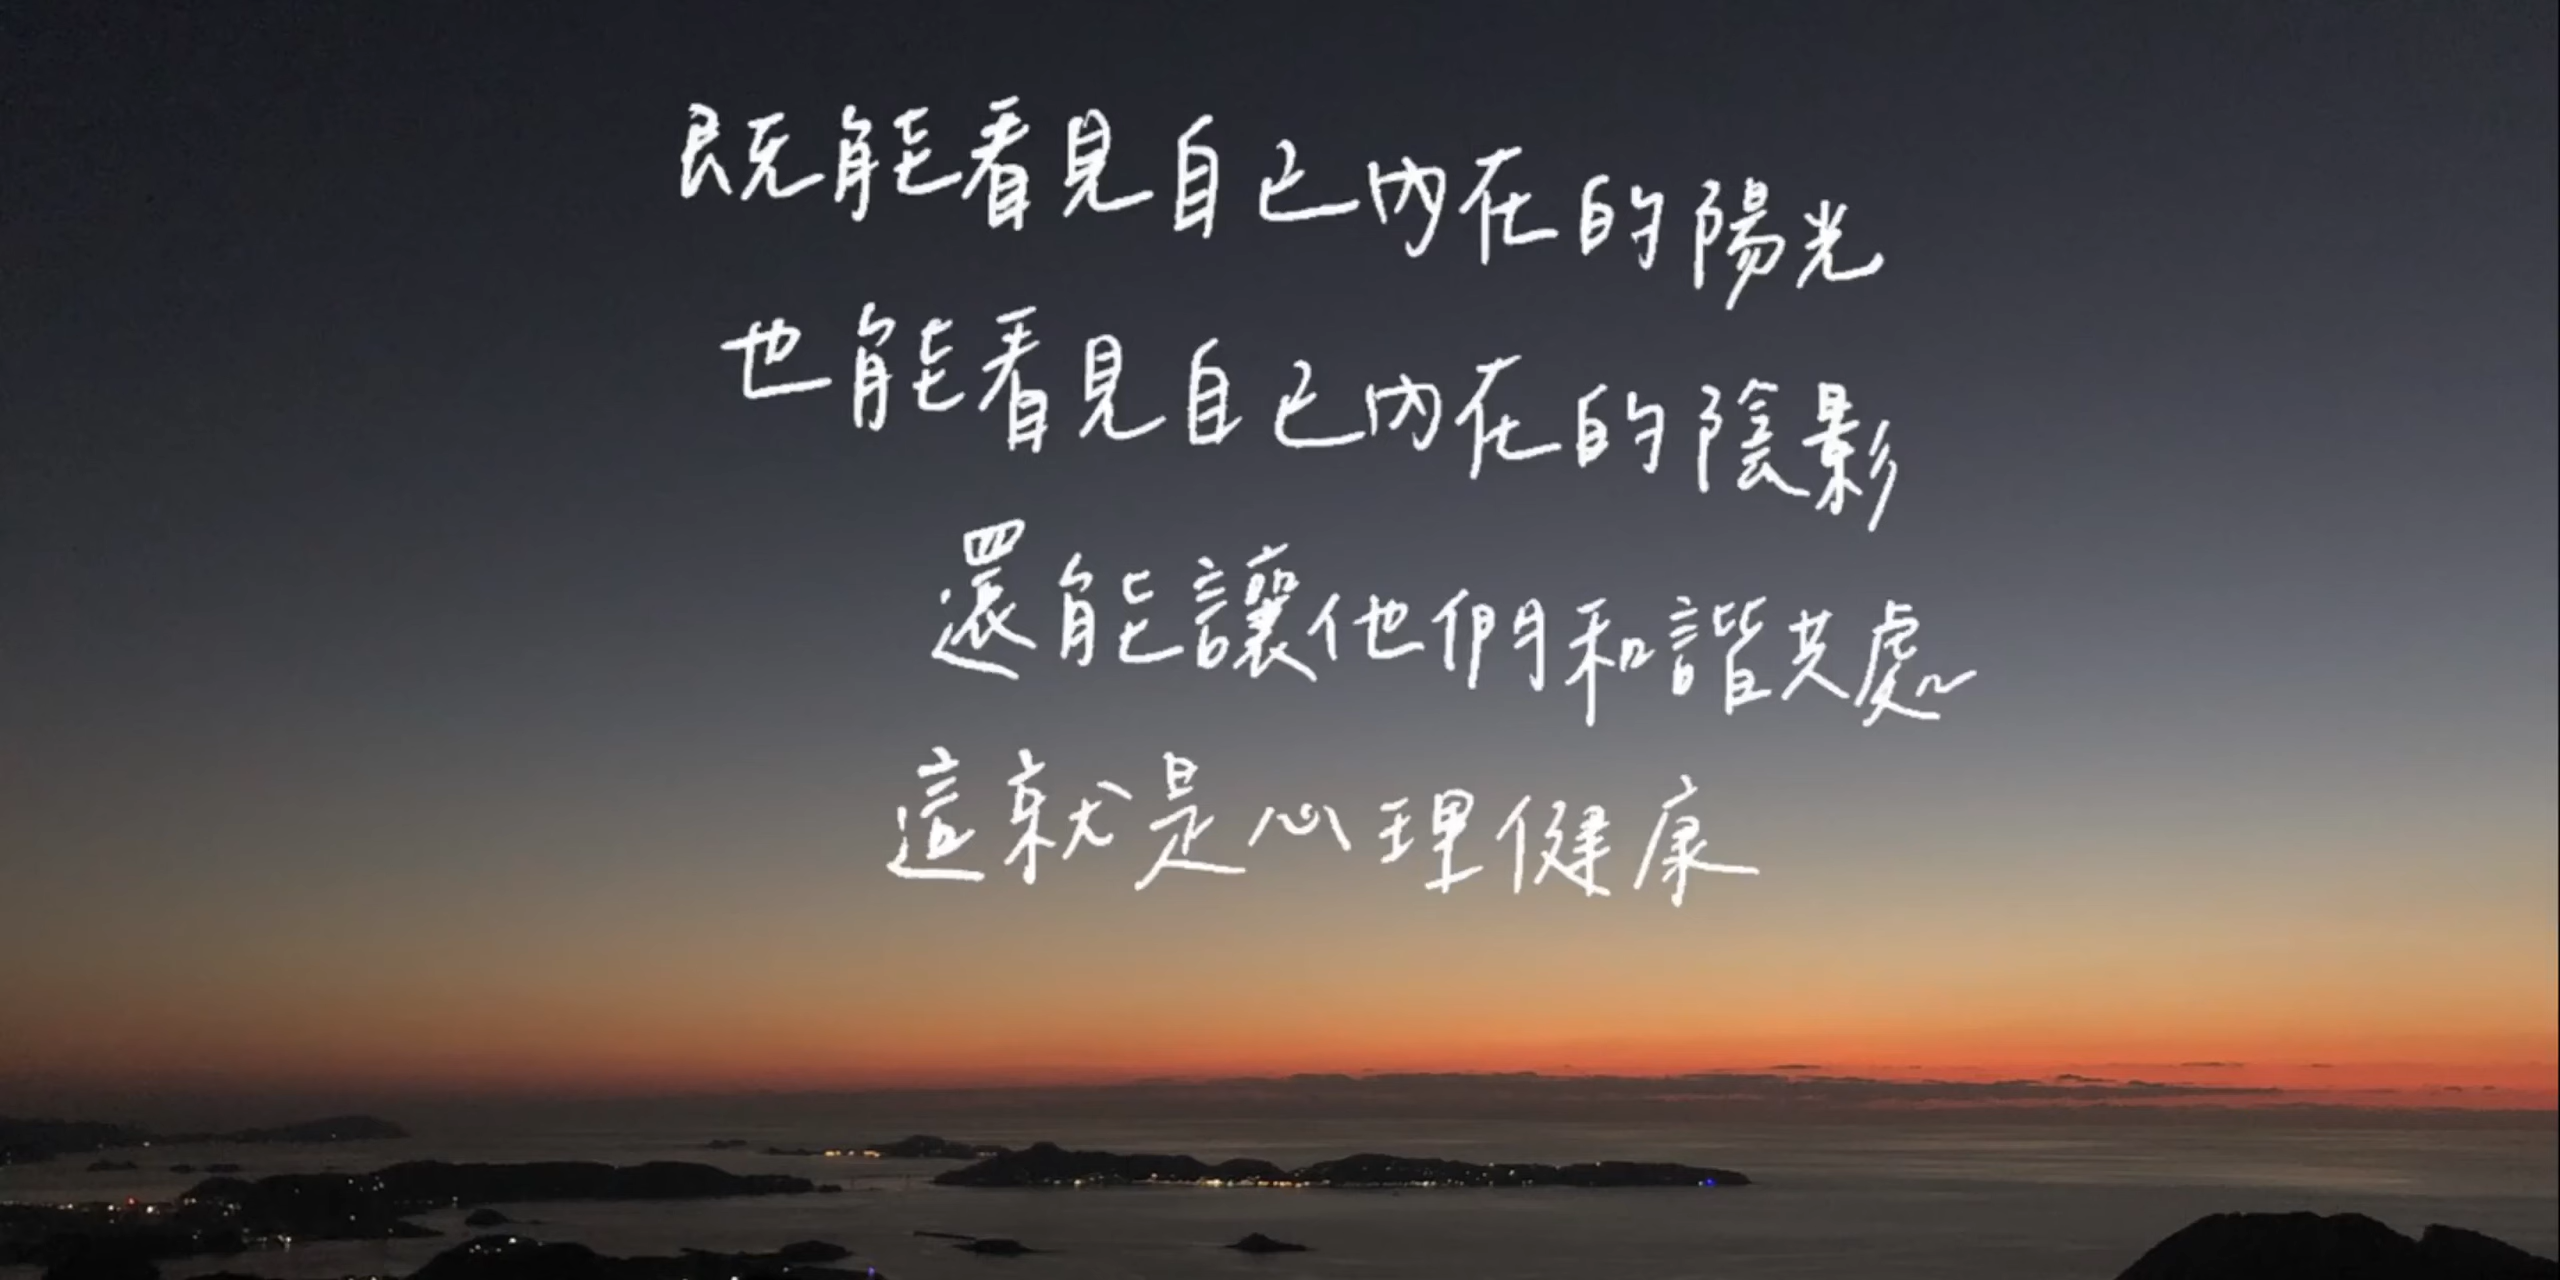 既能看見自己內在的陽光
也能看見自己內在的陰影
還能讓他們和諧共處
這就是心理健康